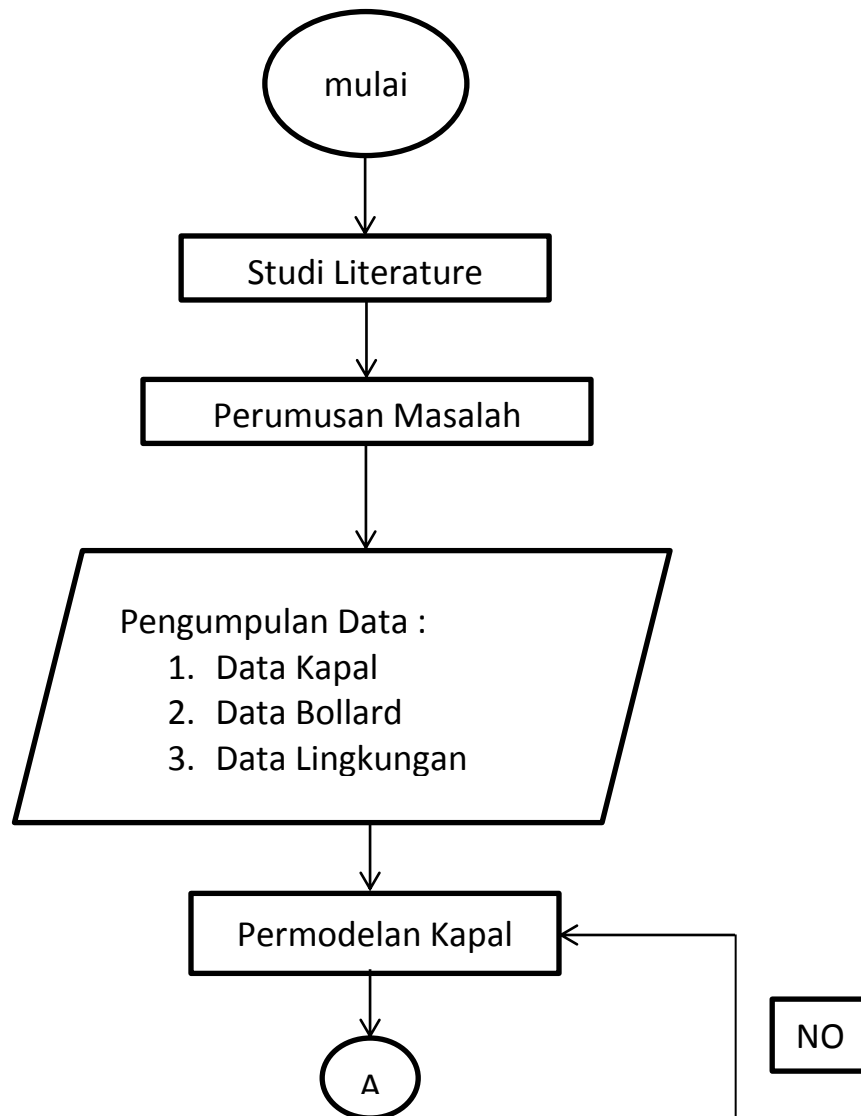 mulai
Studi Literature
Perumusan Masalah
Pengumpulan Data :
1. Data Kapal
2. Data Bollard
3. Data Lingkungan
Permodelan Kapal
NO
A